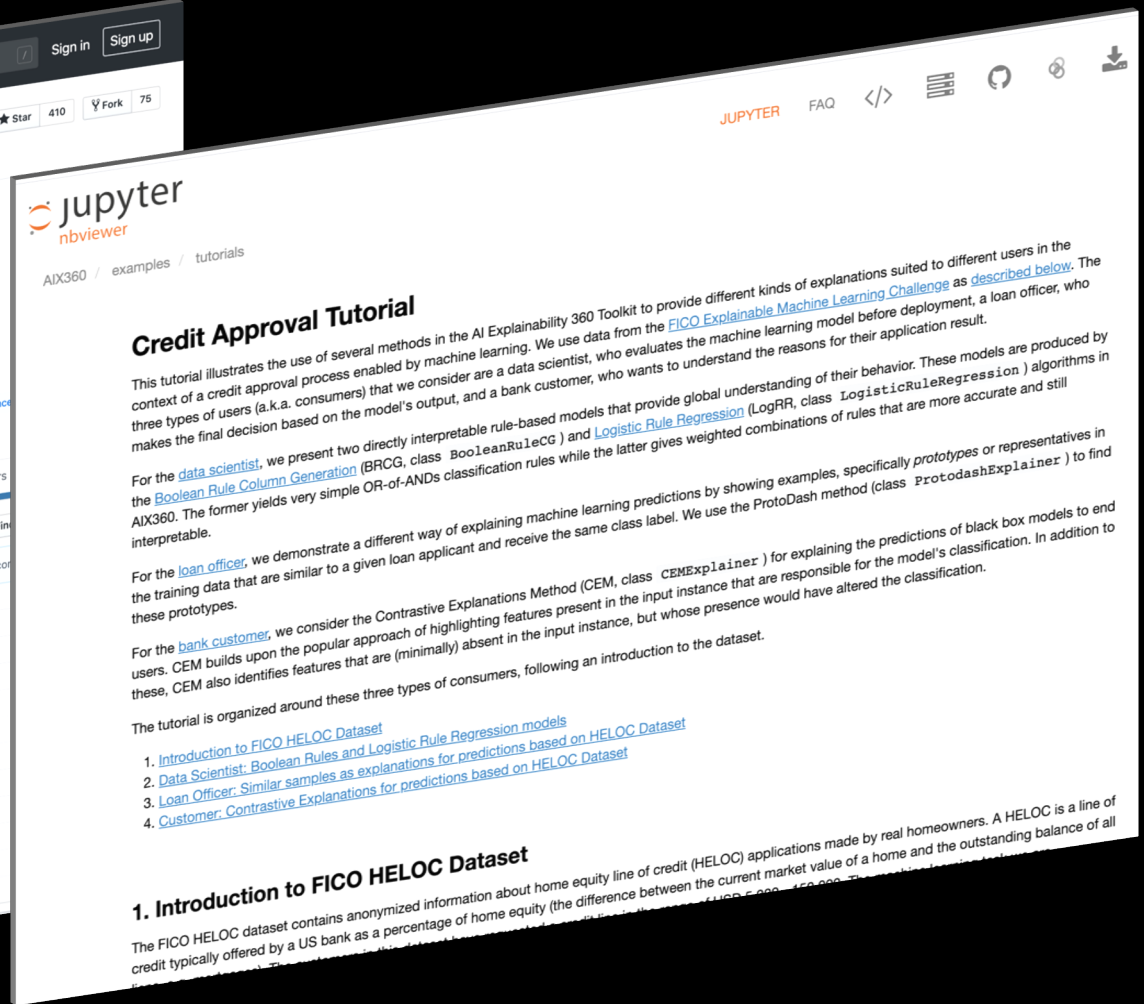 / Sign in Sign up
Star 410 Fork 75
JUPYTER FAQ
jupyter
nbviewer
AIX360 / examples / tutorials
Credit Approval Tutorial
This tutorial illustrates the use of several methods in the AI Explainability 360 Toolkit to provide different kinds of explanations suited to different users in the
context of a credit approval process enabled by machine learning. We use data from the FICO Explainable Machine Learning Challenge as described below. The
three types of users (a.k.a. consumers) that we consider are a data scientist, who evaluates the machine learning model before deployment, a loan officer, who
makes the final decision based on the model's output, and a bank customer, who wants to understand the reasons for their application result.
For the data scientist, we present two directly interpretable rule-based models that provide global understanding of their behavior. These models are produced by
the Boolean Rule Column Generation (BRCG, class BooleanRuleCG ) and Logistic Rule Regression (LogRR, class LogisticRuleRegression ) algorithms in
AIX360. The former yields very simple OR-of-ANDs classification rules while the latter gives weighted combinations of rules that are more accurate and still
interpretable.
For the loan officer, we demonstrate a different way of explaining machine learning predictions by showing examples, specifically prototypes or representatives in
the training data that are similar to a given loan applicant and receive the same class label. We use the ProtoDash method (class ProtodashExplainer ) to find
these prototypes.
For the bank customer, we consider the Contrastive Explanations Method (CEM, class CEMExplainer ) for explaining the predictions of black box models to end
users. CEM builds upon the popular approach of highlighting features present in the input instance that are responsible for the model's classification. In addition to
these, CEM also identifies features that are (minimally) absent in the input instance, but whose presence would have altered the classification.
The tutorial is organized around these three types of consumers, following an introduction to the dataset.
1. Introduction to FICO HELOC Dataset
2. Data Scientist: Boolean Rules and Logistic Rule Regression models
3. Loan Officer: Similar samples as explanations for predictions based on HELOC Dataset
4. Customer: Contrastive Explanations for predictions based on HELOC Dataset
1. Introduction to FICO HELOC Dataset
The FICO HELOC dataset contains anonymized information about home equity line of credit (HELOC) applications made by real homeowners. A HELOC is a line of
credit typically offered by a US bank as a percentage of home equity (the difference between the current market value of a home and the outstanding balance of all